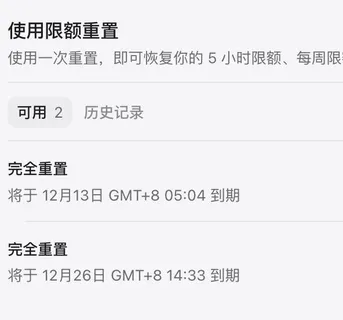 使用限额重置
使用一次重置，即可恢复你的 5 小时限额、每周限
可用 2 历史记录
完全重置
将于 12月13日 GMT+8 05:04 到期
完全重置
将于 12月26日 GMT+8 14:33 到期